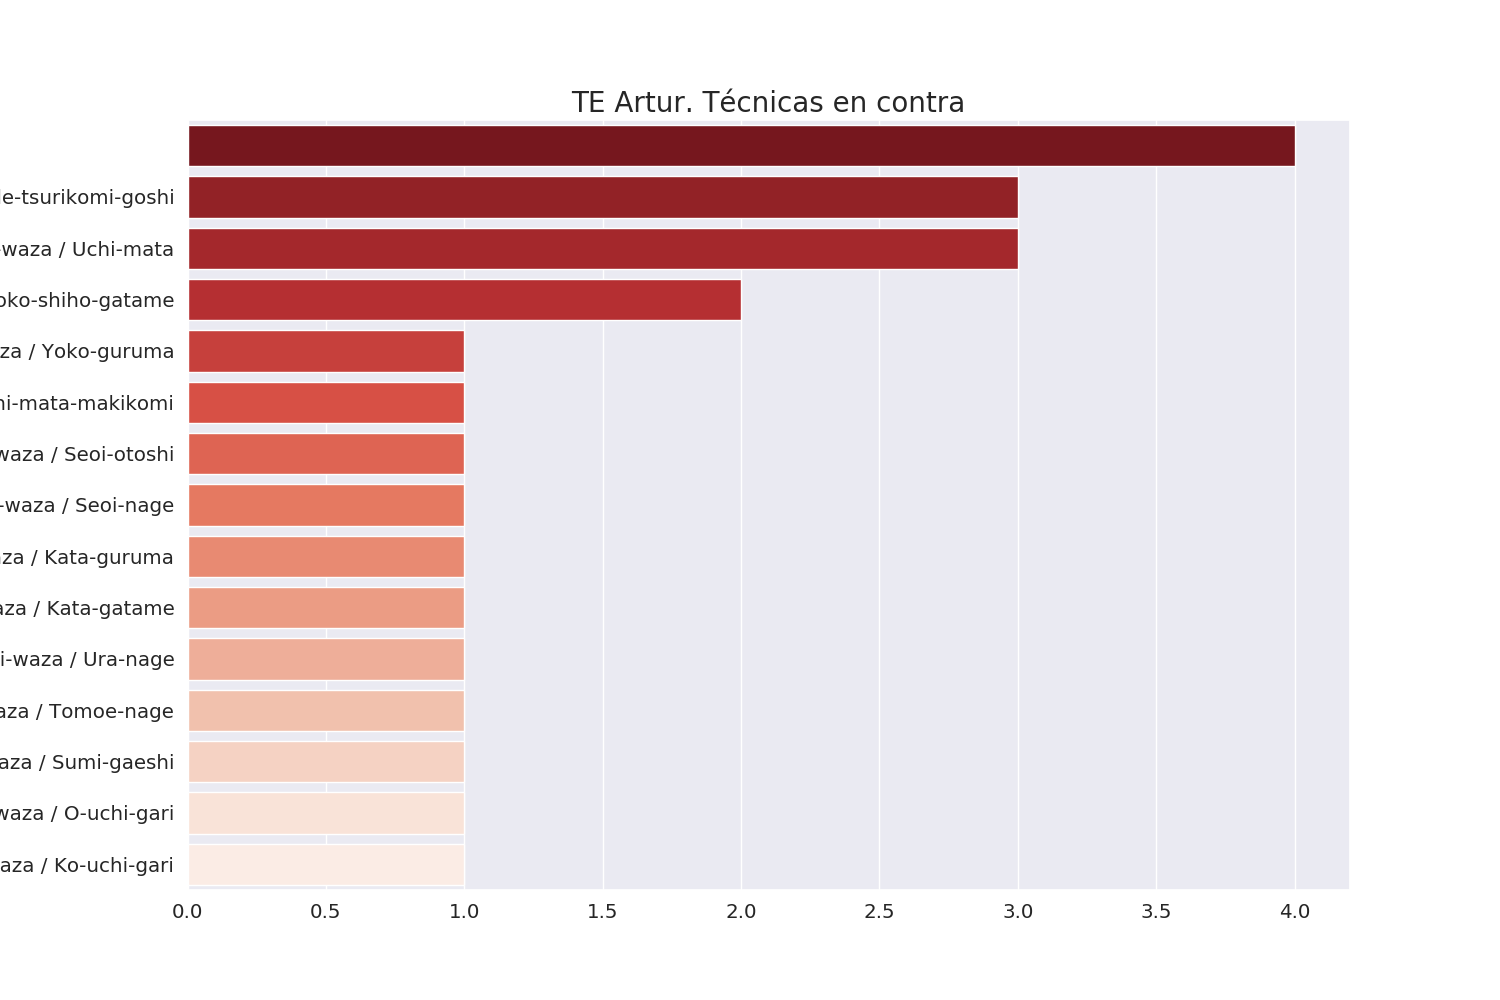 TE Artur. Técnicas en contra
de-tsurikomi-goshi
-waza / Uchi-mata
oko-shiho-gatame
za / Yoko-guruma
hi-mata-makikomi
waza / Seoi-otoshi
-waza / Seoi-nage
aza / Kata-guruma
aza / Kata-gatame
i-waza / Ura-nage
aza / Tomoe-nage
aza / Sumi-gaeshi
waza / O-uchi-gari
aza / Ko-uchi-gari
0.0 0.5 1.0 1.5 2.0 2.5 3.0 3.5 4.0